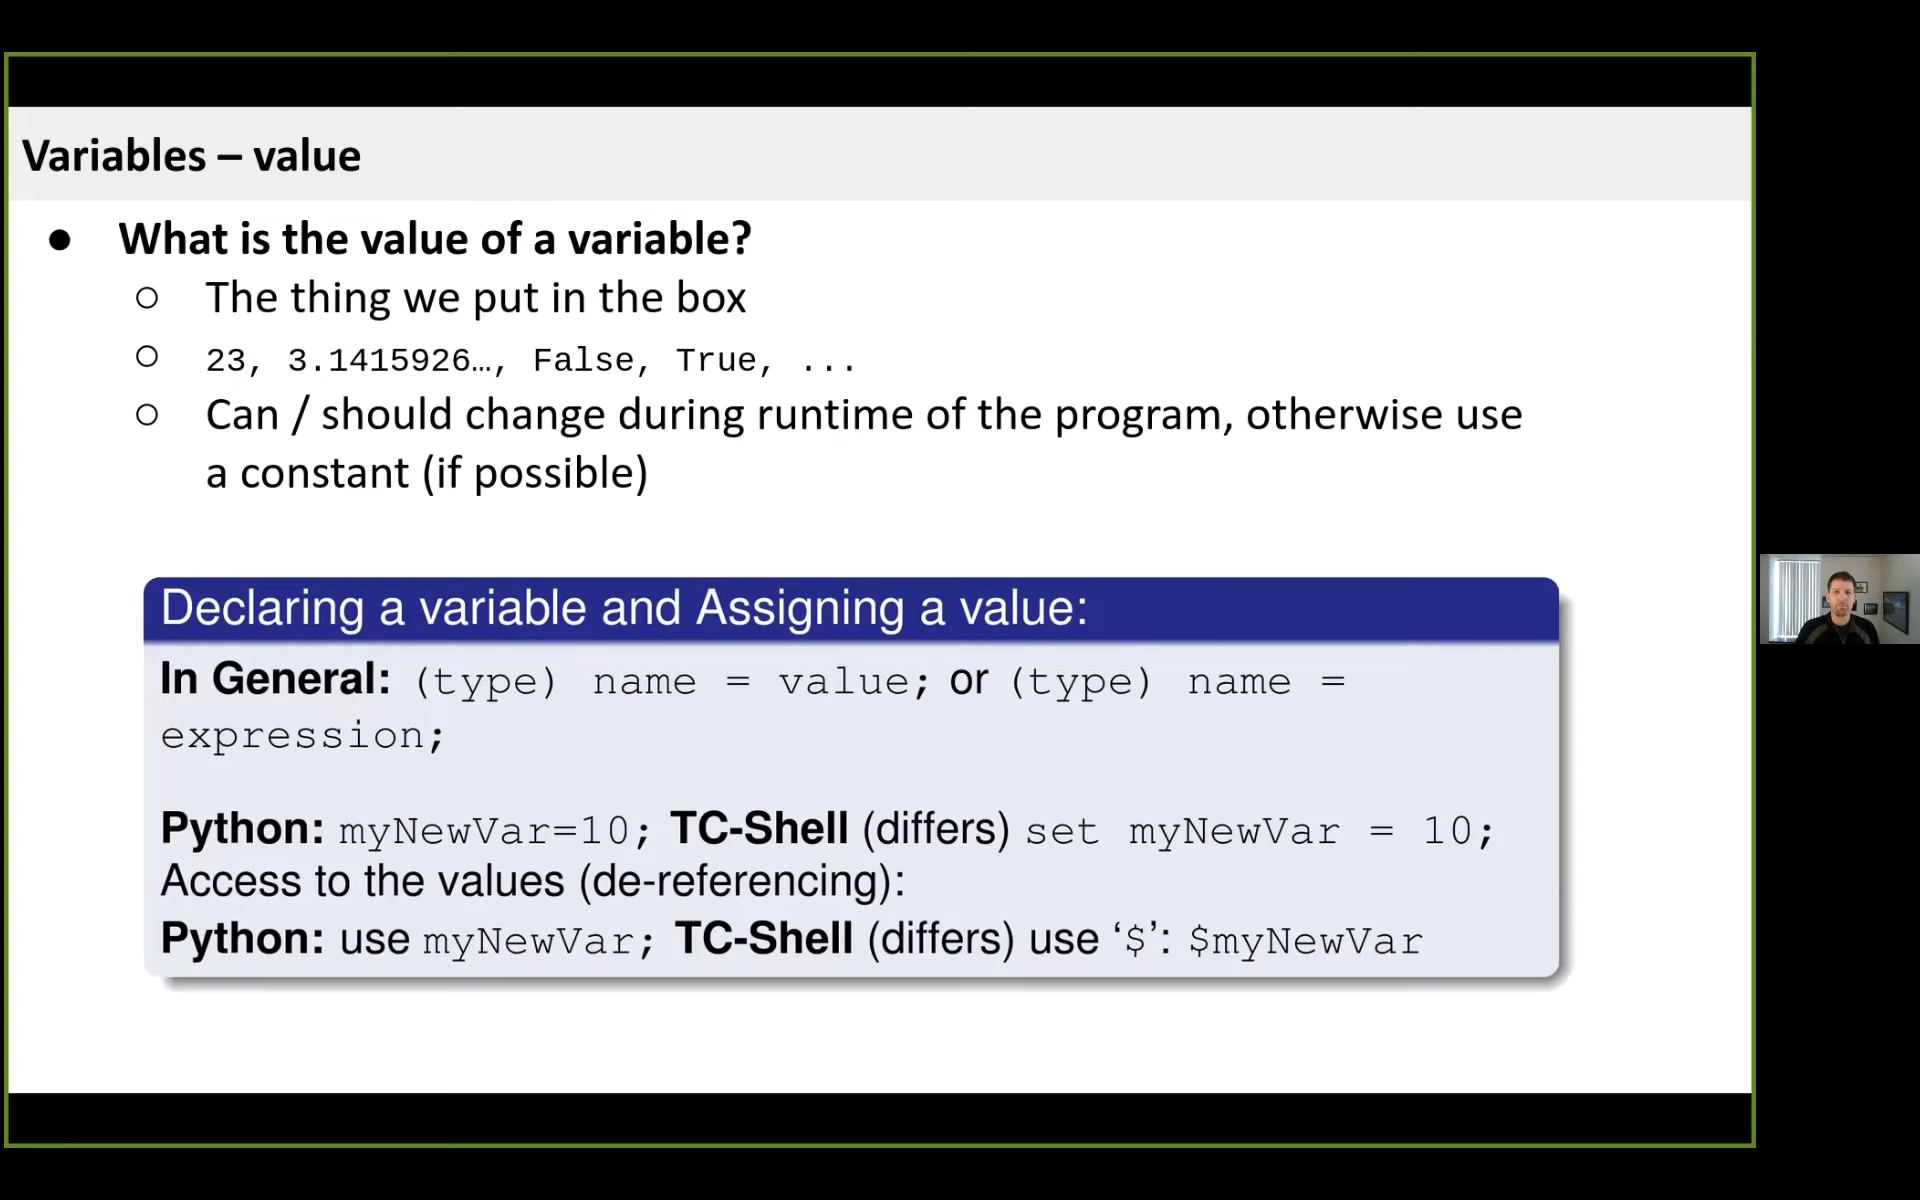 Variables – value
● What is the value of a variable?
○ The thing we put in the box
○ 23, 3.1415926…, False, True, ...
○ Can / should change during runtime of the program, otherwise use
a constant (if possible)
Declaring a variable and Assigning a value:
In General: (type) name = value; or (type) name =
expression;
Python: myNewVar=10; TC-Shell (differs) set myNewVar = 10;
Access to the values (de-referencing):
Python: use myNewVar; TC-Shell (differs) use ‘$’: $myNewVar